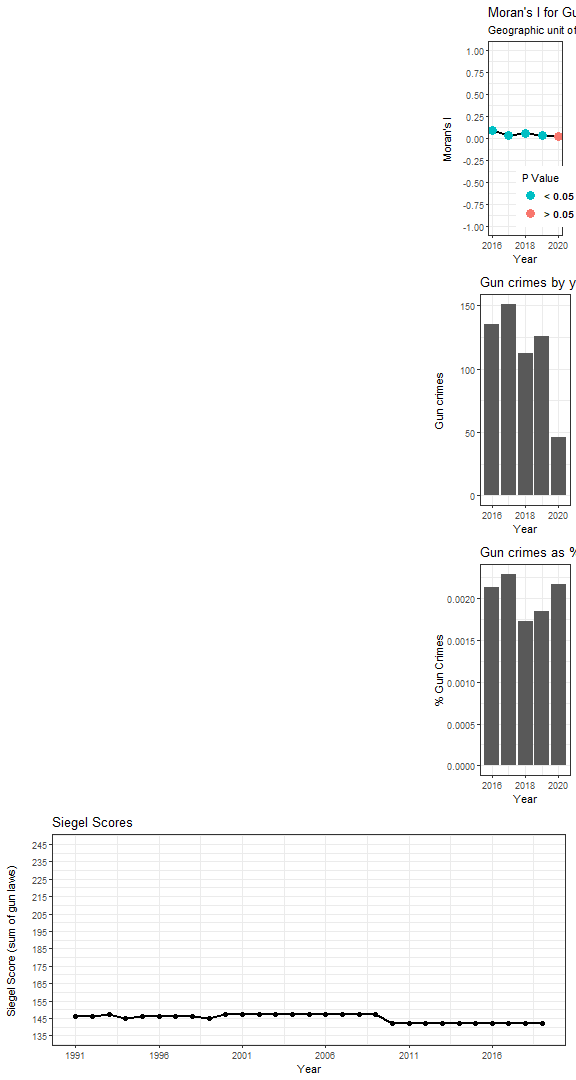 Moran's I for Gu
Geographic unit of
1.00
0.75
0.50
0.25
0.00
-0.25
-0.50
-0.75
-1.00
Moran's I
P Value
< 0.05
> 0.05
2016 2018 2020
Year
Gun crimes by y
150
100
50
0
Gun crimes
2016 2018 2020
Year
Gun crimes as %
0.0020
0.0015
0.0010
0.0005
0.0000
% Gun Crimes
2016 2018 2020
Year
Siegel Scores
245
235
225
215
205
195
185
175
165
155
145
135
Siegel Score (sum of gun laws)
1991 1996 2001 2006 2011 2016
Year